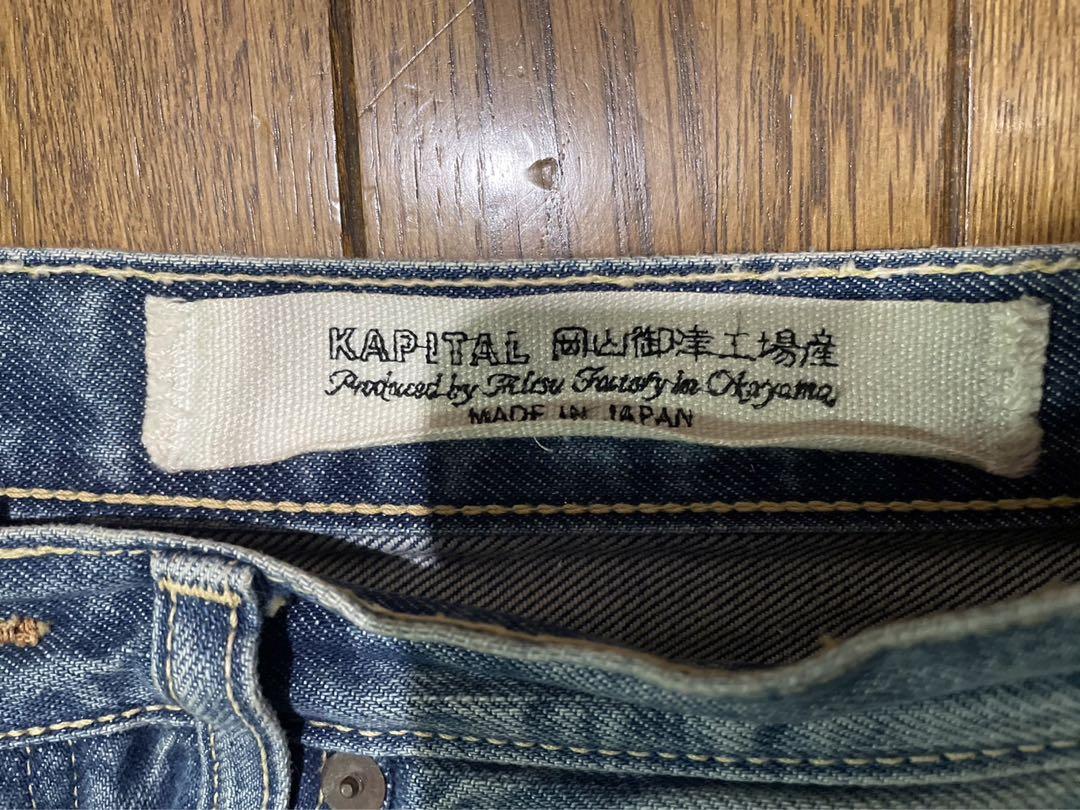 KAPITAL 岡山御津工場産
Produced by Mitsu Factory in Okayama
MADE IN JAPAN